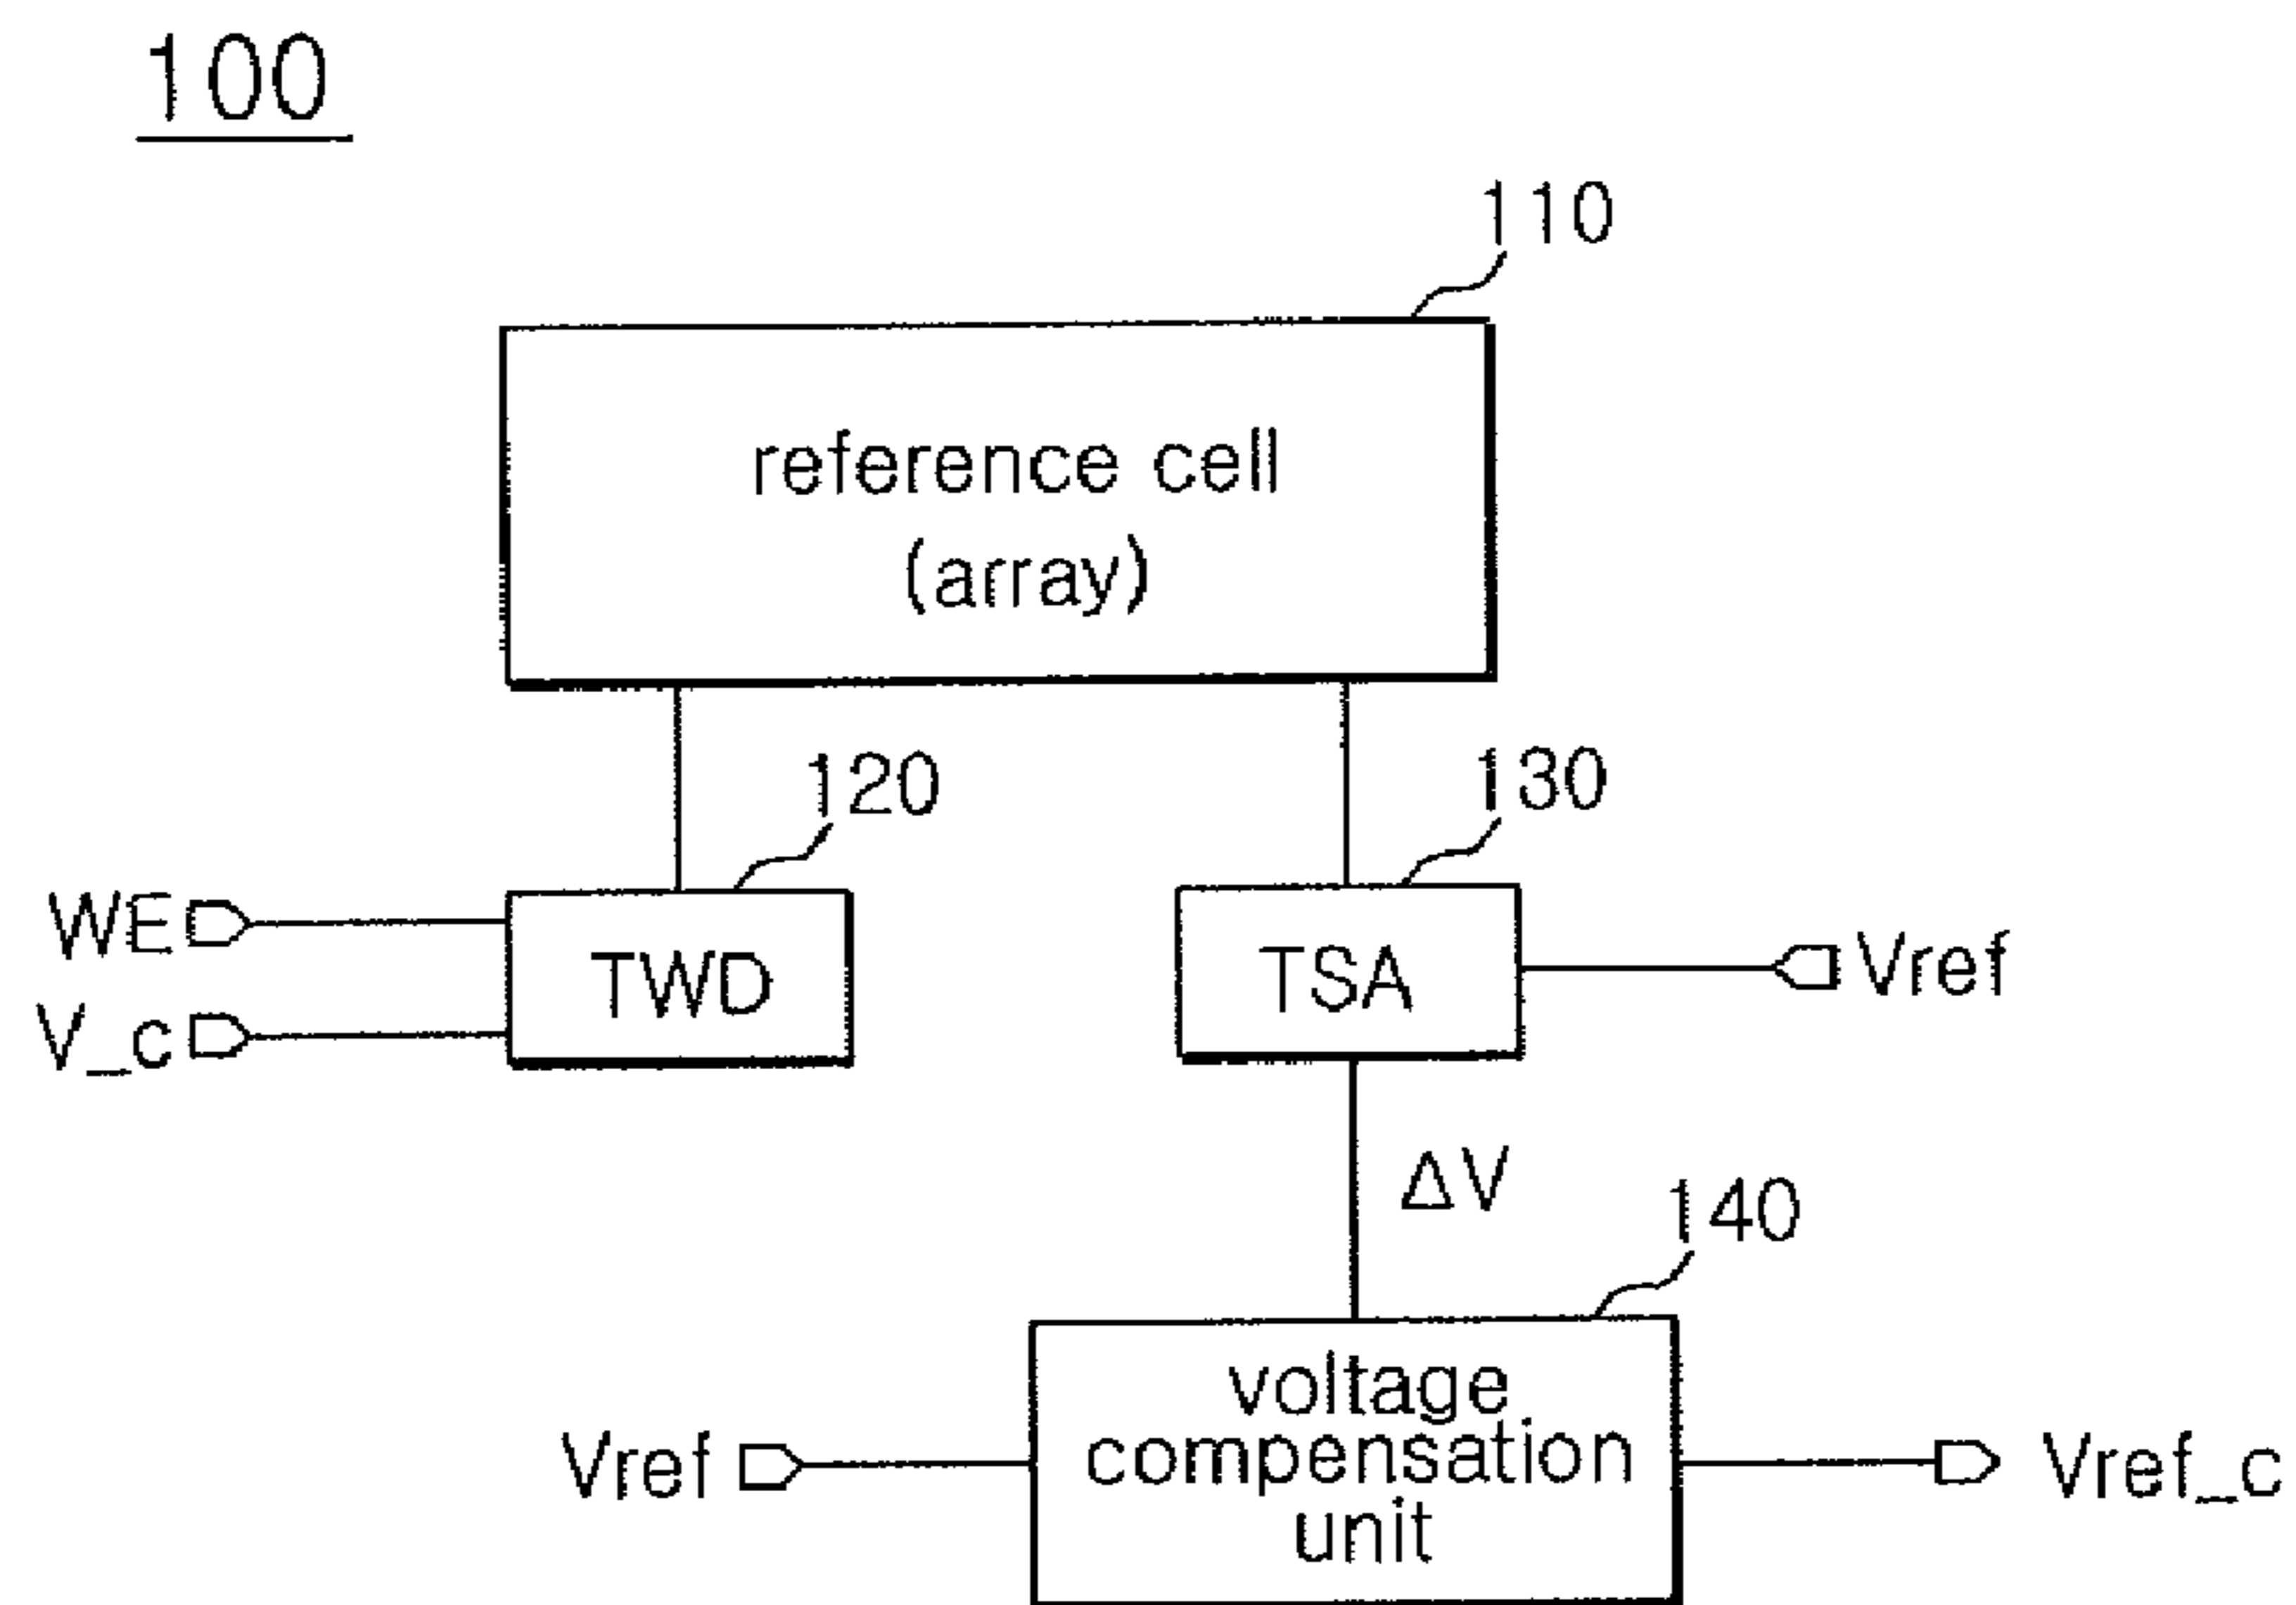 100
110
reference cell
(array)
120
130
WE
TWD
TSA
Vref
V_c
ΔV
140
voltage
compensation
unit
Vref
Vref_c